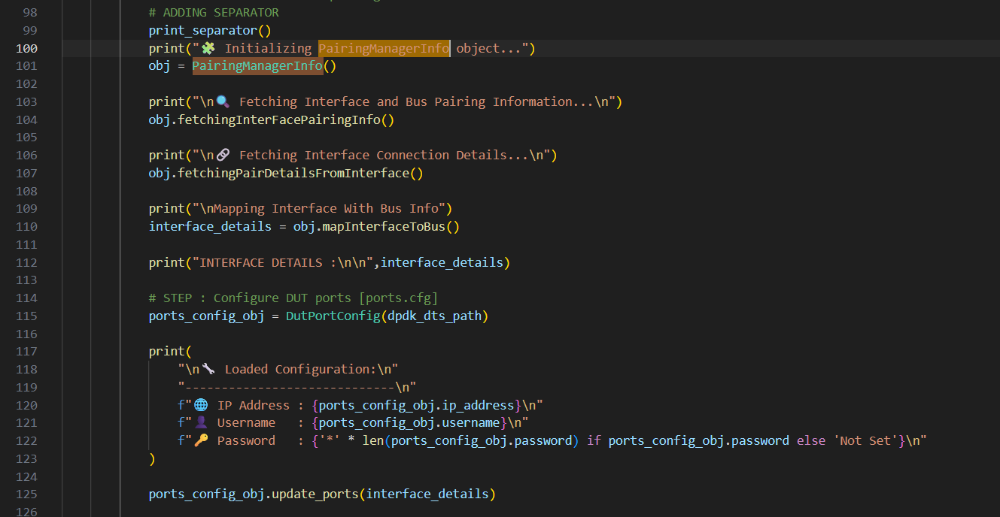 98 # ADDING SEPARATOR
99 print_separator()
100 print("🧩 Initializing PairingManagerInfo object...")
101 obj = PairingManagerInfo()
102
103 print("\n🔍 Fetching Interface and Bus Pairing Information...\n")
104 obj.fetchingInterFacePairingInfo()
105
106 print("\n🔗 Fetching Interface Connection Details...\n")
107 obj.fetchingPairDetailsFromInterface()
108
109 print("\nMapping Interface With Bus Info")
110 interface_details = obj.mapInterfaceToBus()
111
112 print("INTERFACE DETAILS :\n\n",interface_details)
113
114 # STEP : Configure DUT ports [ports.cfg]
115 ports_config_obj = DutPortConfig(dpdk_dts_path)
116
117 print(
118 "\n🔧 Loaded Configuration:\n"
119 "-----------------------------\n"
120 f"🌐 IP Address : {ports_config_obj.ip_address}\n"
121 f"👤 Username   : {ports_config_obj.username}\n"
122 f"🔑 Password   : {'*' * len(ports_config_obj.password) if ports_config_obj.password else 'Not Set'}\n"
123 )
124
125 ports_config_obj.update_ports(interface_details)
126